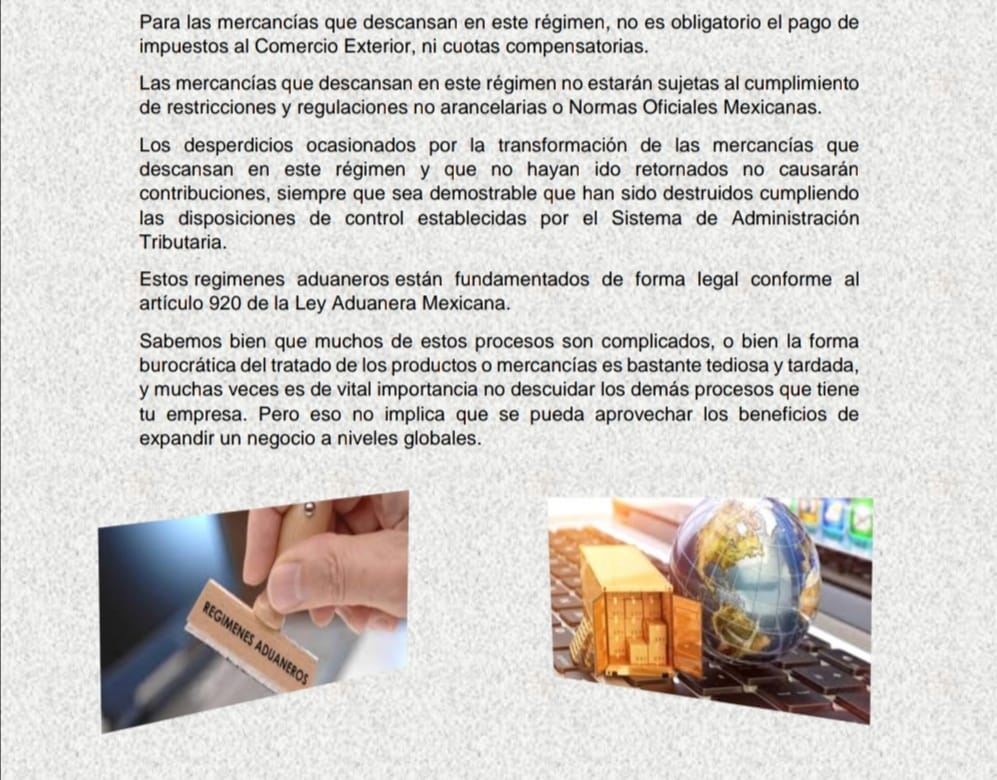 Para las mercancías que descansan en este régimen, no es obligatorio el pago de
impuestos al Comercio Exterior, ni cuotas compensatorias.
Las mercancías que descansan en este régimen no estarán sujetas al cumplimiento
de restricciones y regulaciones no arancelarias o Normas Oficiales Mexicanas.
Los desperdicios ocasionados por la transformación de las mercancías que
descansan en este régimen y que no hayan ido retornados no causarán
contribuciones, siempre que sea demostrable que han sido destruidos cumpliendo
las disposiciones de control establecidas por el Sistema de Administración
Tributaria.
Estos regimenes aduaneros están fundamentados de forma legal conforme al
artículo 920 de la Ley Aduanera Mexicana.
Sabemos bien que muchos de estos procesos son complicados, o bien la forma
burocrática del tratado de los productos o mercancías es bastante tediosa y tardada,
y muchas veces es de vital importancia no descuidar los demás procesos que tiene
tu empresa. Pero eso no implica que se pueda aprovechar los beneficios de
expandir un negocio a niveles globales.
REGIMENES ADUANEROS